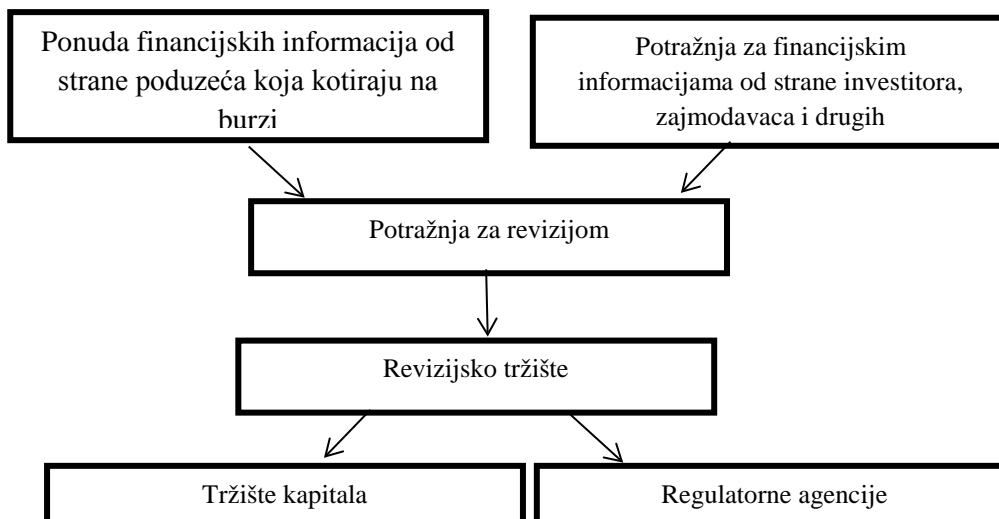 Ponuda financijskih informacija od
strane poduzeća koja kotiraju na
burzi
Potražnja za financijskim
informacijama od strane investitora,
zajmodavaca i drugih
Potražnja za revizijom
Revizijsko tržište
Tržište kapitala
Regulatorne agencije